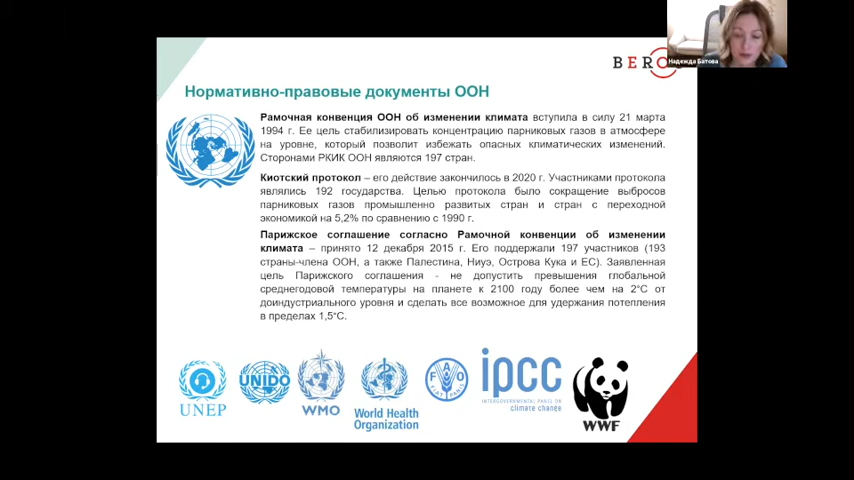 BERO
Надежда Батова
Нормативно-правовые документы ООН
Рамочная конвенция ООН об изменении климата вступила в силу 21 марта
1994 г. Ее цель стабилизировать концентрацию парниковых газов в атмосфере
на уровне, который позволит избежать опасных климатических изменений.
Сторонами РКИК ООН являются 197 стран.
Киотский протокол – его действие закончилось в 2020 г. Участниками протокола
являлись 192 государства. Целью протокола было сокращение выбросов
парниковых газов промышленно развитых стран и стран с переходной
экономикой на 5,2% по сравнению с 1990 г.
Парижское соглашение согласно Рамочной конвенции об изменении
климата – принято 12 декабря 2015 г. Его поддержали 197 участников (193
страны-члена ООН, а также Палестина, Ниуэ, Острова Кука и ЕС). Заявленная
цель Парижского соглашения - не допустить превышения глобальной
среднегодовой температуры на планете к 2100 году более чем на 2°C от
доиндустриального уровня и сделать все возможное для удержания потепления
в пределах 1,5°C.
UNEP
UNIDO
WMO
World Health
Organization
FAO
FIAT PANIS
ipcc
INTERGOVERNMENTAL PANEL ON
climate change
WWF